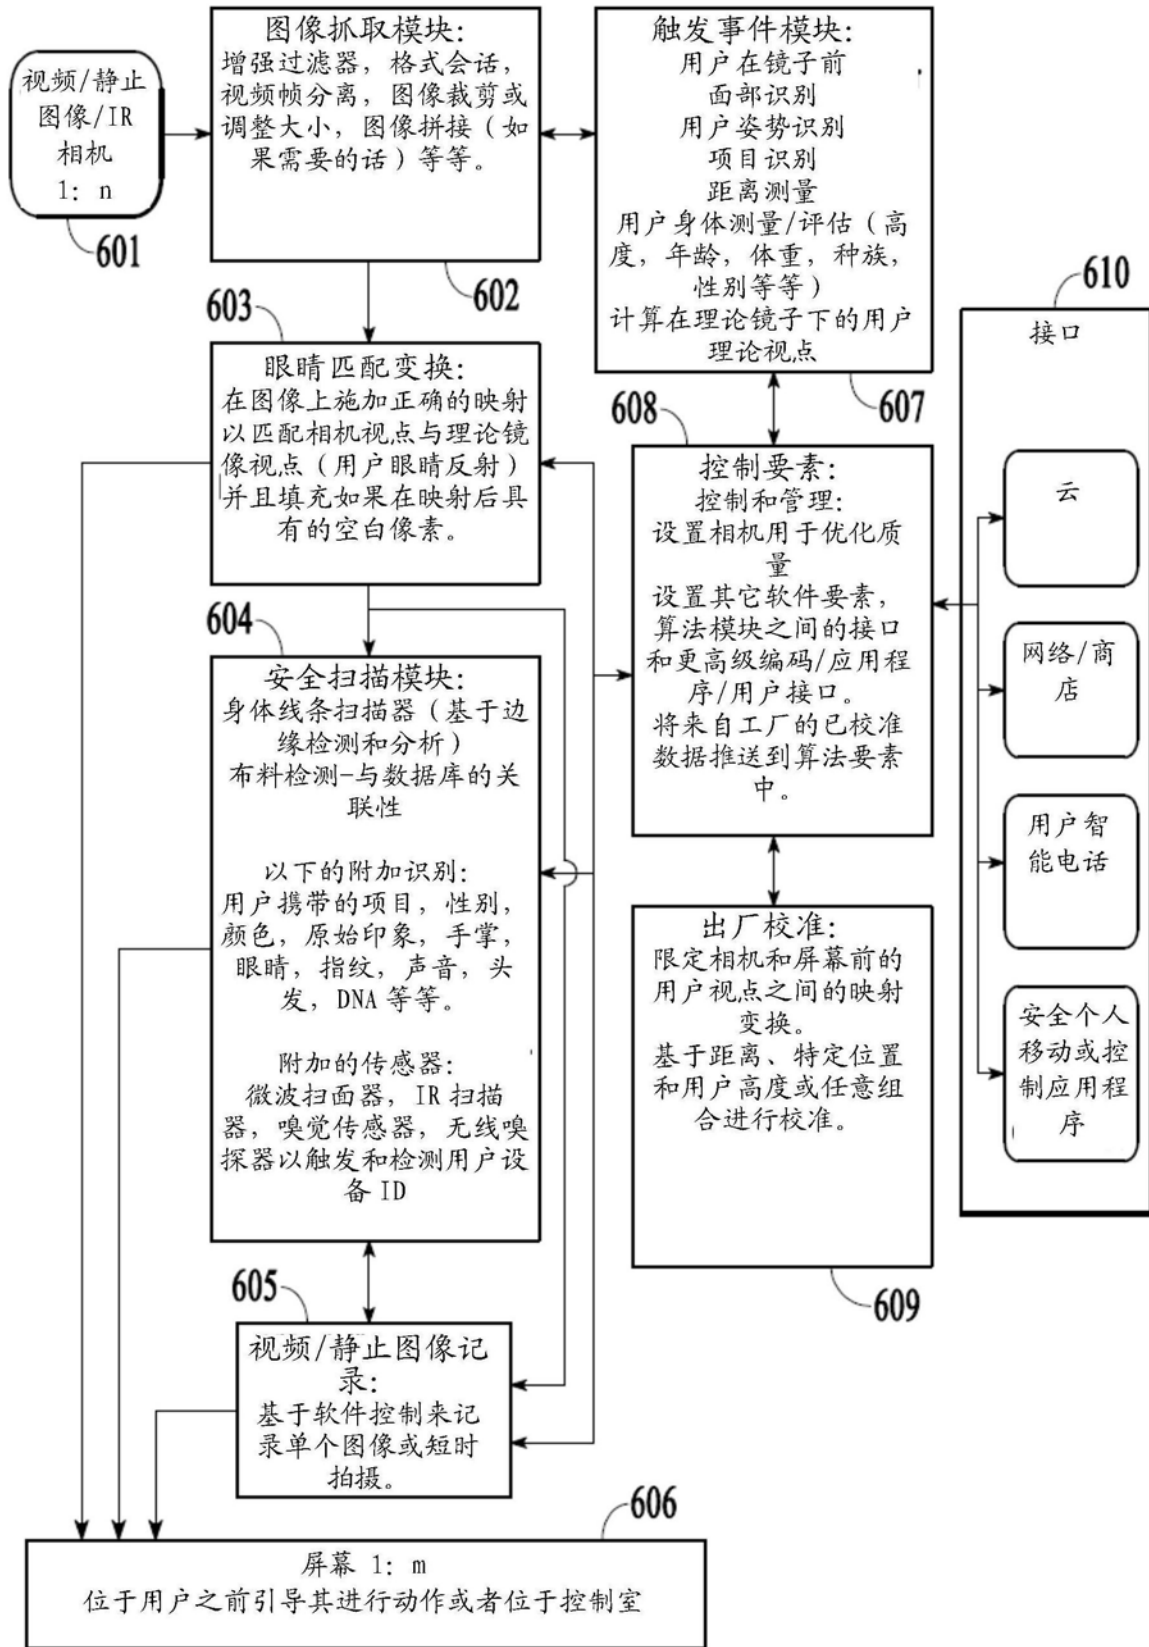 视频/静止
图像/IR
相机
1: n
601
图像抓取模块:
增强过滤器, 格式会话,
视频帧分离, 图像裁剪或
调整大小, 图像拼接（如
果需要的话）等等。
602
触发事件模块:
用户在镜子前
面部识别
用户姿势识别
项目识别
距离测量
用户身体测量/评估（高
度, 年龄, 体重, 种族,
性别等等）
计算在理论镜子下的用户
理论视点
607
603
眼睛匹配变换:
在图像上施加正确的映射
以匹配相机视点与理论镜
像视点（用户眼睛反射）
并且填充如果在映射后具
有的空白像素。
608
控制要素:
控制和管理:
设置相机用于优化质
量
设置其它软件要素,
算法模块之间的接口
和更高级编码/应用程
序/用户接口。
将来自工厂的已校准
数据推送到算法要素
中。
610
接口
云
网络/商
店
用户智
能电话
安全个人
移动或控
制应用程
序
604
安全扫描模块:
身体线条扫描器（基于边
缘检测和分析）
布料检测-与数据库的关
联性
以下的附加识别:
用户携带的项目, 性别,
颜色, 原始印象, 手掌,
眼睛, 指纹, 声音, 头
发, DNA 等等。
附加的传感器:
微波扫面器, IR 扫描
器, 嗅觉传感器, 无线嗅
探器以触发和检测用户设
备 ID
出厂校准:
限定相机和屏幕前的
用户视点之间的映射
变换。
基于距离、特定位置
和用户高度或任意组
合进行校准。
609
605
视频/静止图像记
录:
基于软件控制来记
录单个图像或短时
拍摄。
606
屏幕 1: m
位于用户之前引导其进行动作或者位于控制室